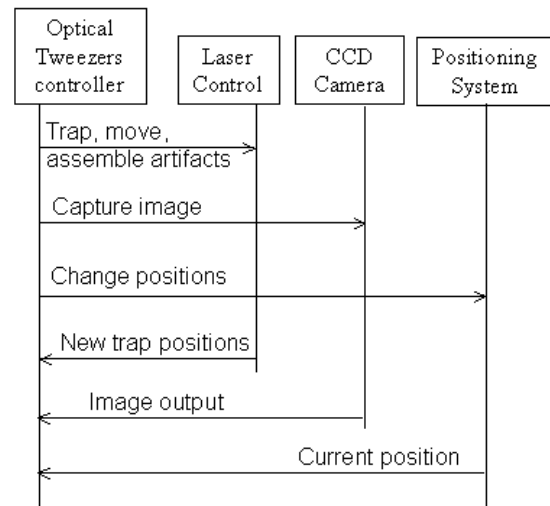 Optical
Tweezers
controller
Laser
Control
CCD
Camera
Positioning
System
Trap, move,
assemble artifacts
Capture image
Change positions
New trap positions
Image output
Current position